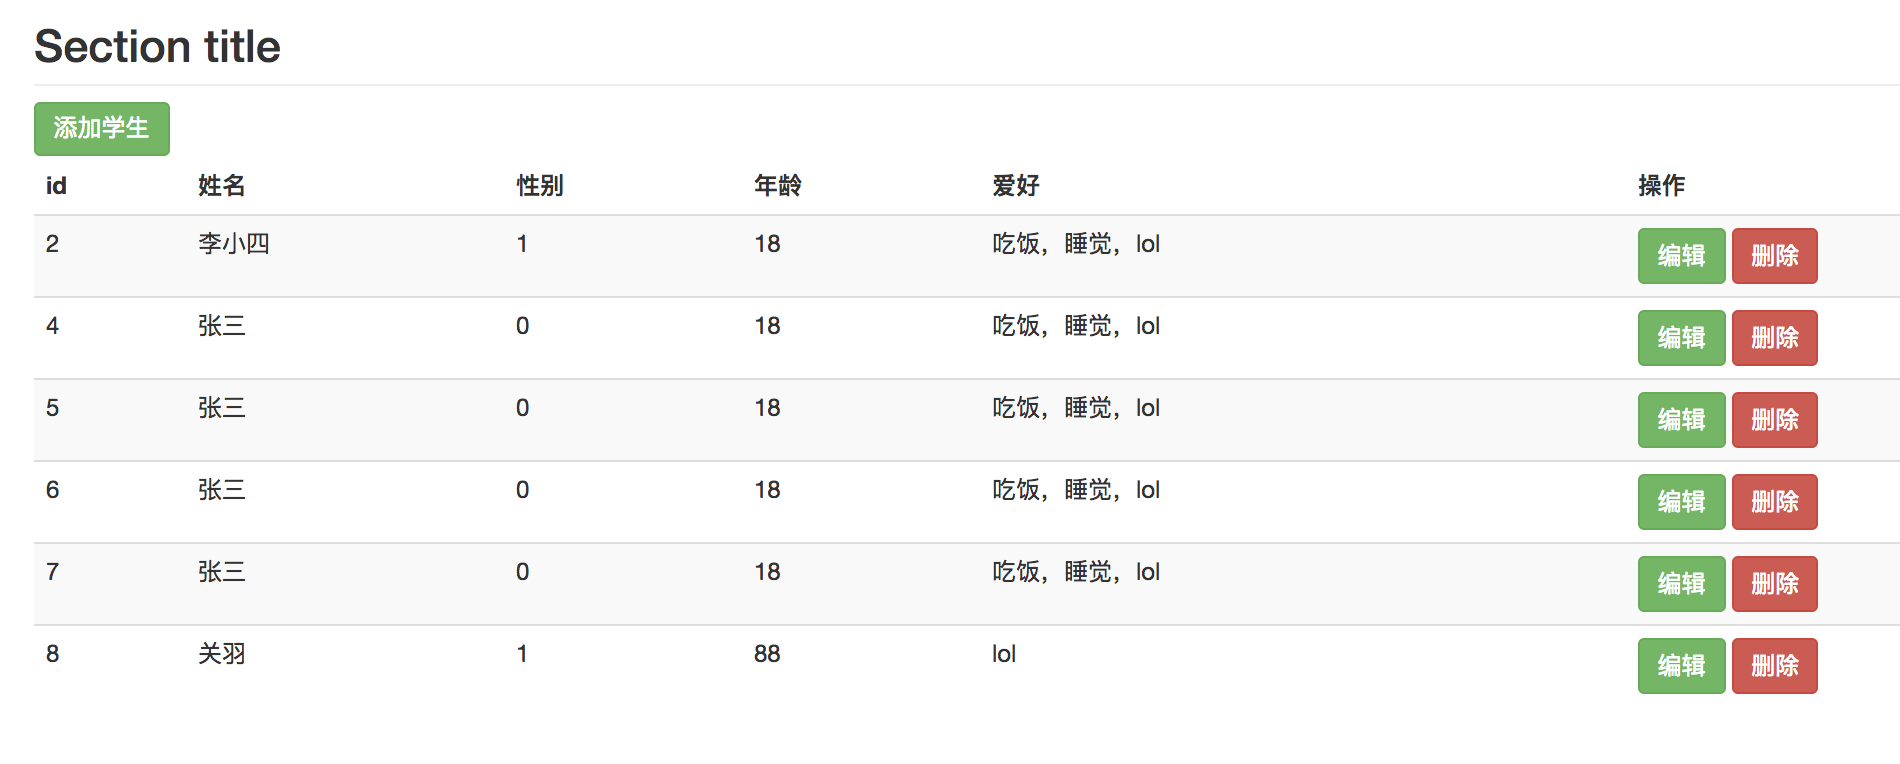 Section title
添加学生
id 姓名 性别 年龄 爱好 操作
2 李小四 1 18 吃饭，睡觉，lol 编辑 删除
4 张三 0 18 吃饭，睡觉，lol 编辑 删除
5 张三 0 18 吃饭，睡觉，lol 编辑 删除
6 张三 0 18 吃饭，睡觉，lol 编辑 删除
7 张三 0 18 吃饭，睡觉，lol 编辑 删除
8 关羽 1 88 lol 编辑 删除